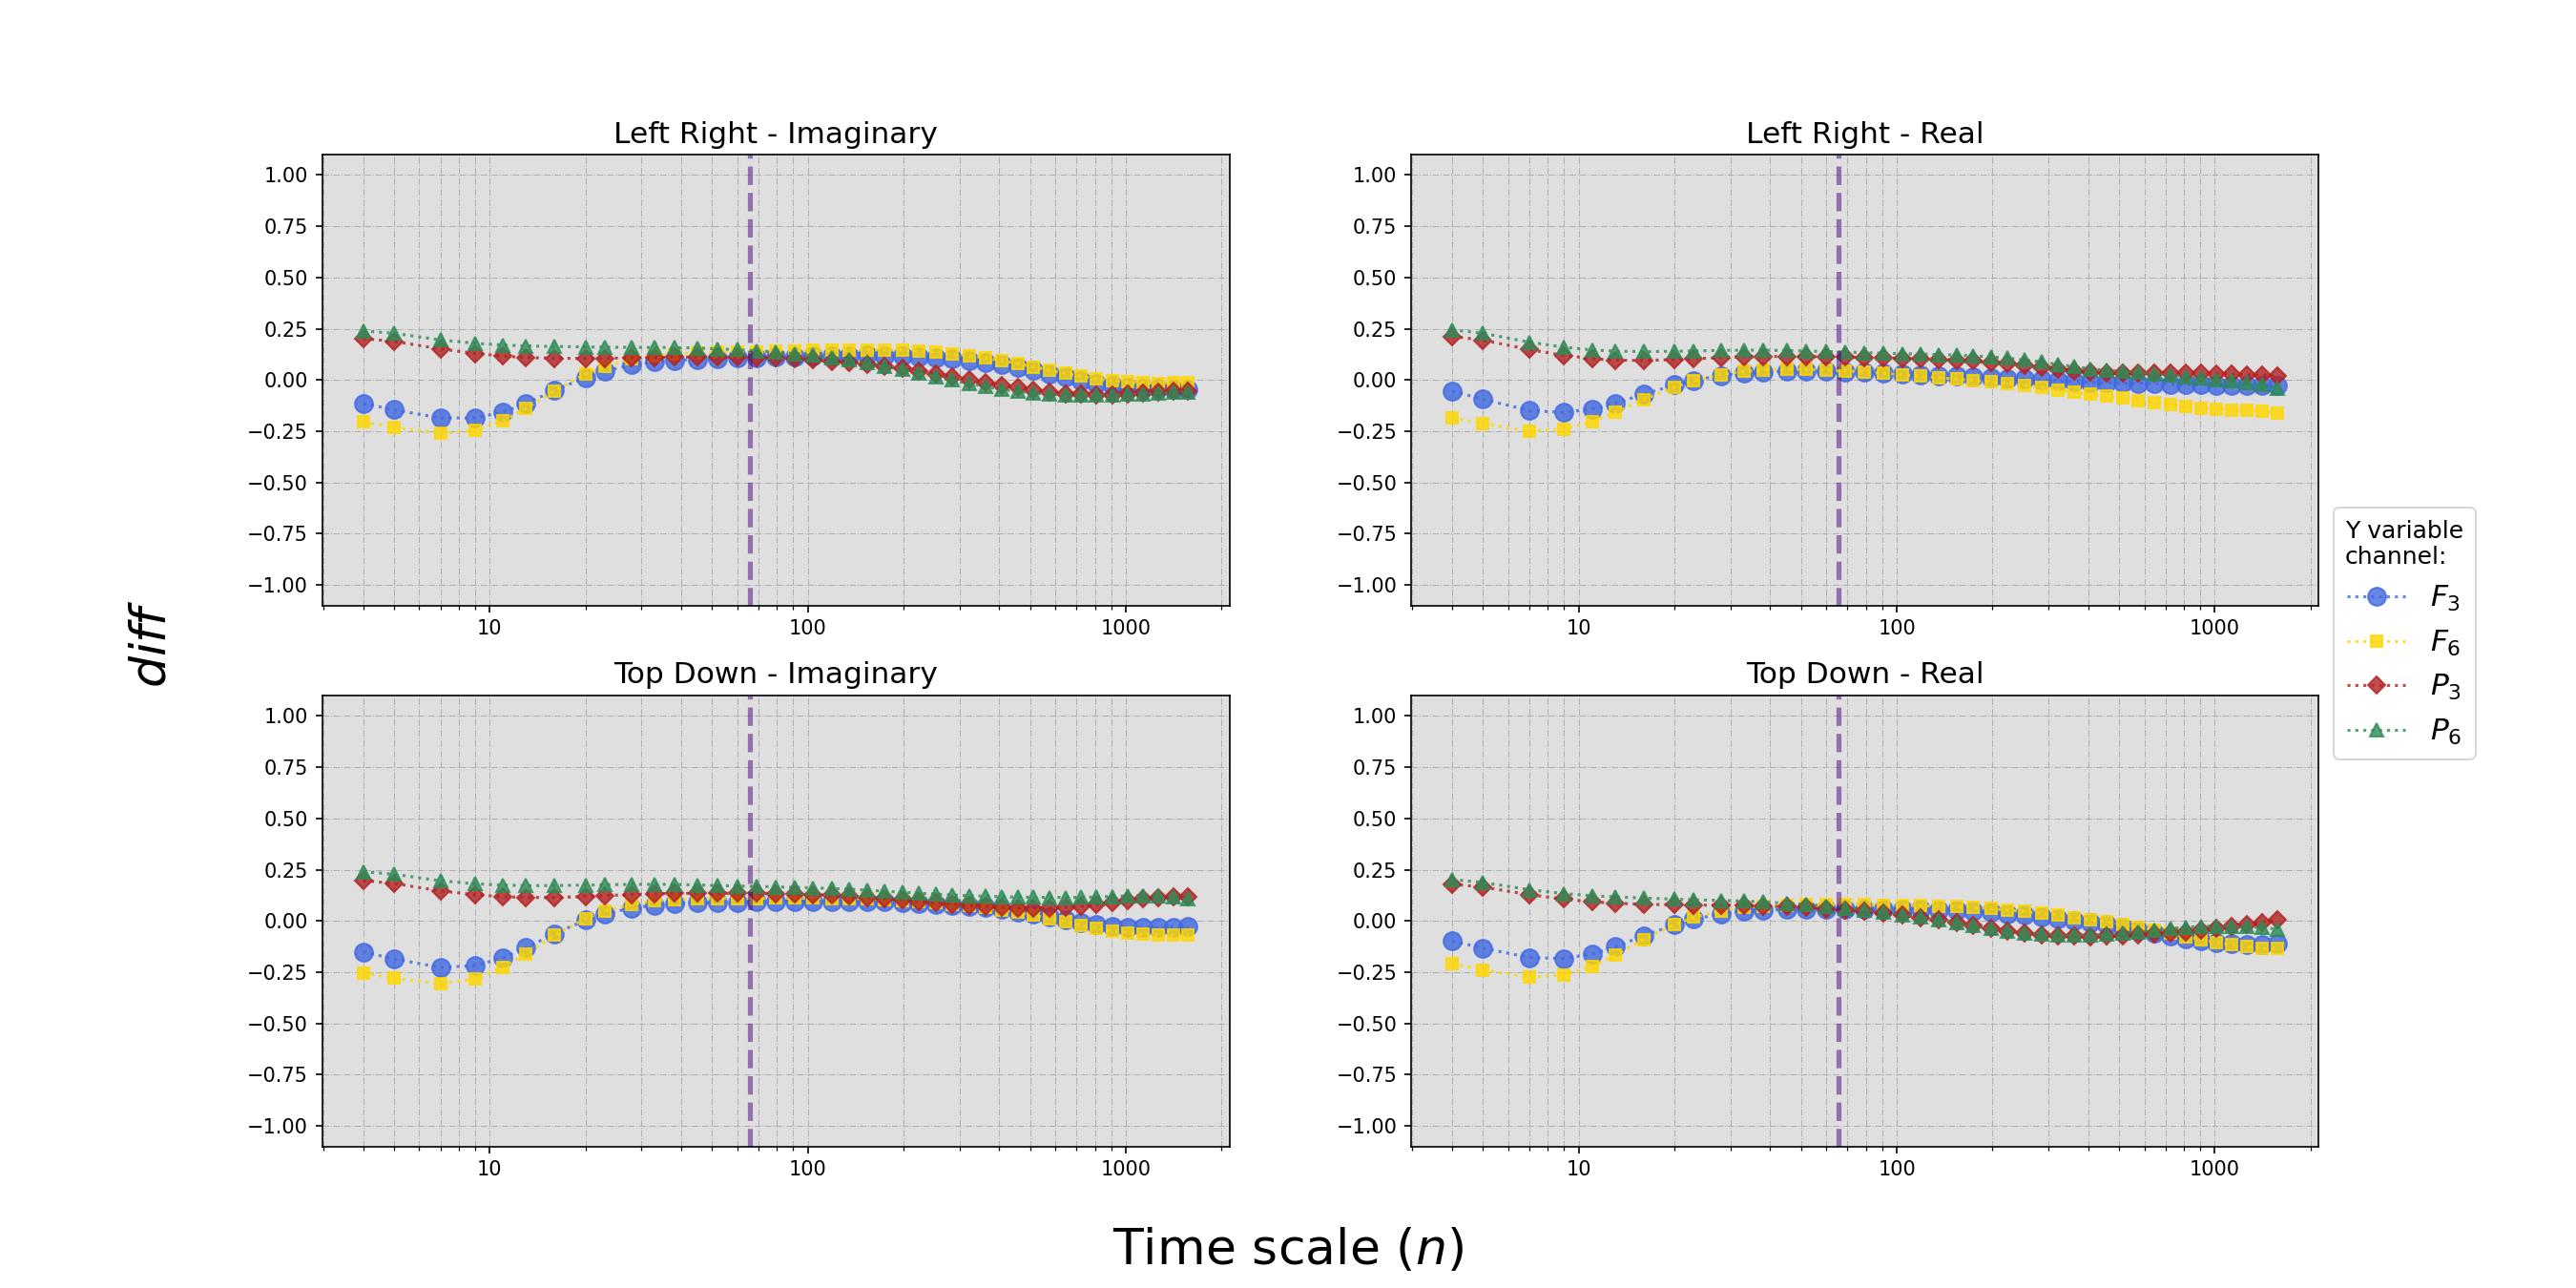 Left Right - Imaginary
1.00
0.75
0.50
0.25
0.00
−0.25
−0.50
−0.75
−1.00
10 100 1000
Left Right - Real
1.00
0.75
0.50
0.25
0.00
−0.25
−0.50
−0.75
−1.00
10 100 1000
Top Down - Imaginary
1.00
0.75
0.50
0.25
0.00
−0.25
−0.50
−0.75
−1.00
10 100 1000
Top Down - Real
1.00
0.75
0.50
0.25
0.00
−0.25
−0.50
−0.75
−1.00
10 100 1000
diff
Time scale (n)
Y variable
channel:
F3
F6
P3
P6